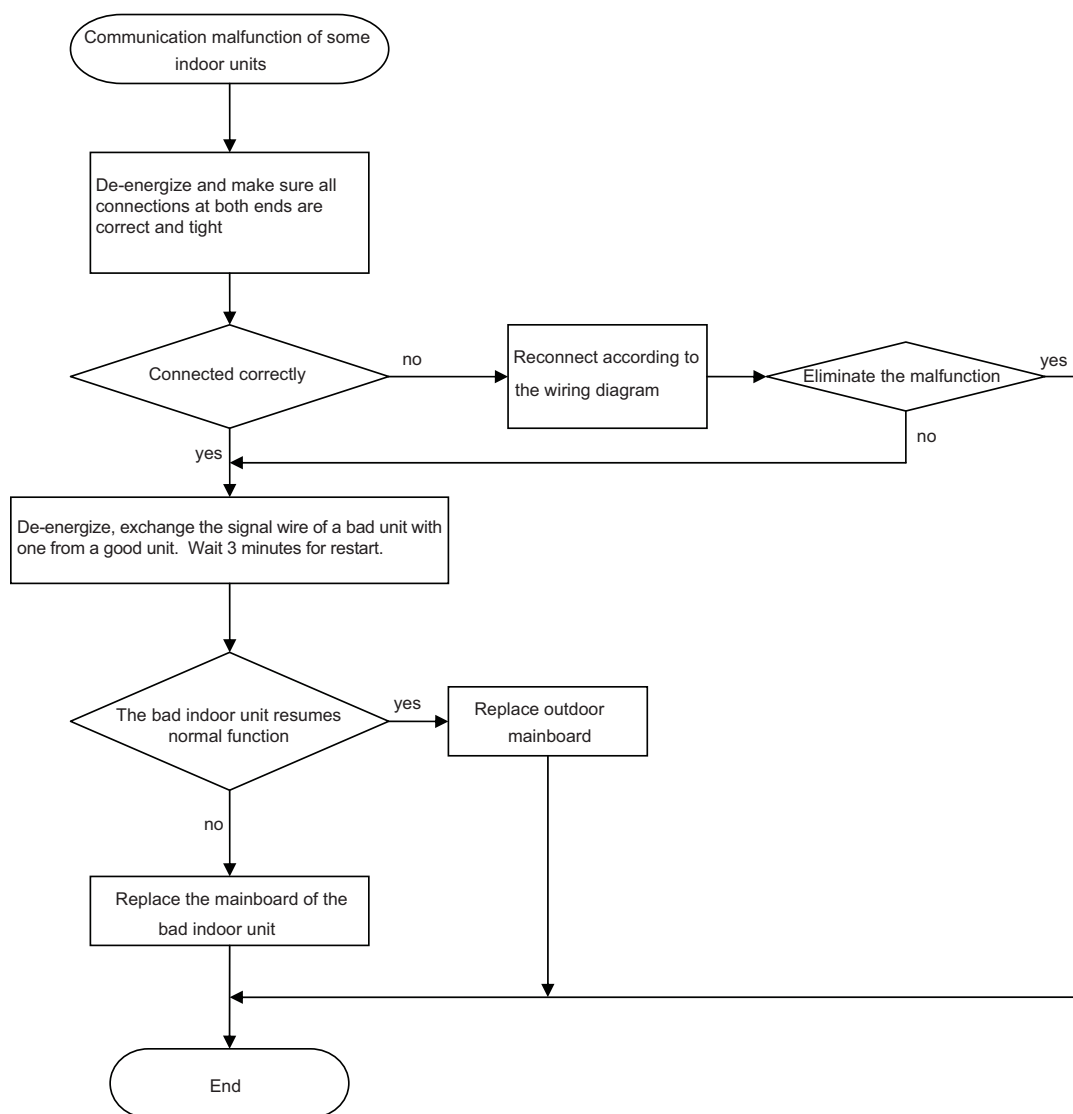 Communication malfunction of some
indoor units
De-energize and make sure all
connections at both ends are
correct and tight
Connected correctly
no
Reconnect according to
the wiring diagram
Eliminate the malfunction
yes
no
yes
De-energize, exchange the signal wire of a bad unit with
one from a good unit.  Wait 3 minutes for restart.
The bad indoor unit resumes
normal function
yes
Replace outdoor
mainboard
no
Replace the mainboard of the
bad indoor unit
End